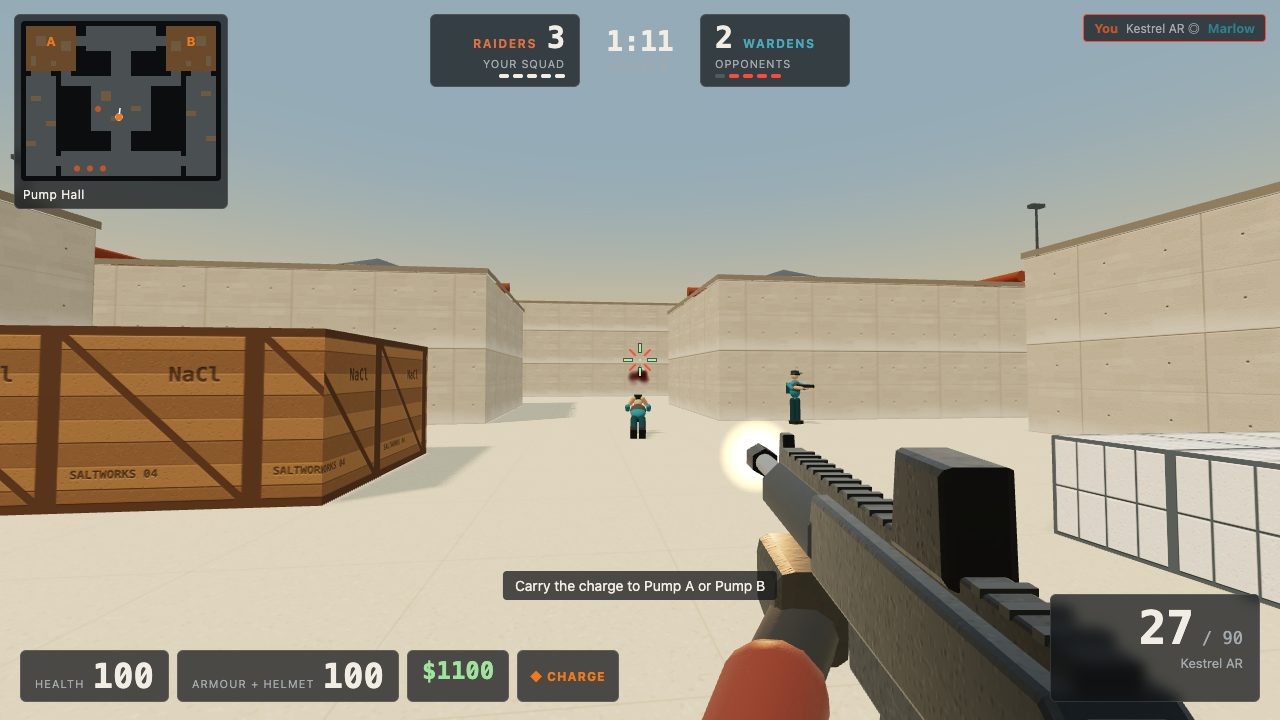 A
B
Pump Hall
RAIDERS 3
YOUR SQUAD
1:11
2 WARDENS
OPPONENTS
You Kestrel AR Marlow
NaCl
NaCl
NaCl
SALTWORKS 04
SALTWORKS 04
SALTWORKS 04
Carry the charge to Pump A or Pump B
HEALTH 100
ARMOUR + HELMET 100
$1100
CHARGE
27 / 90
Kestrel AR